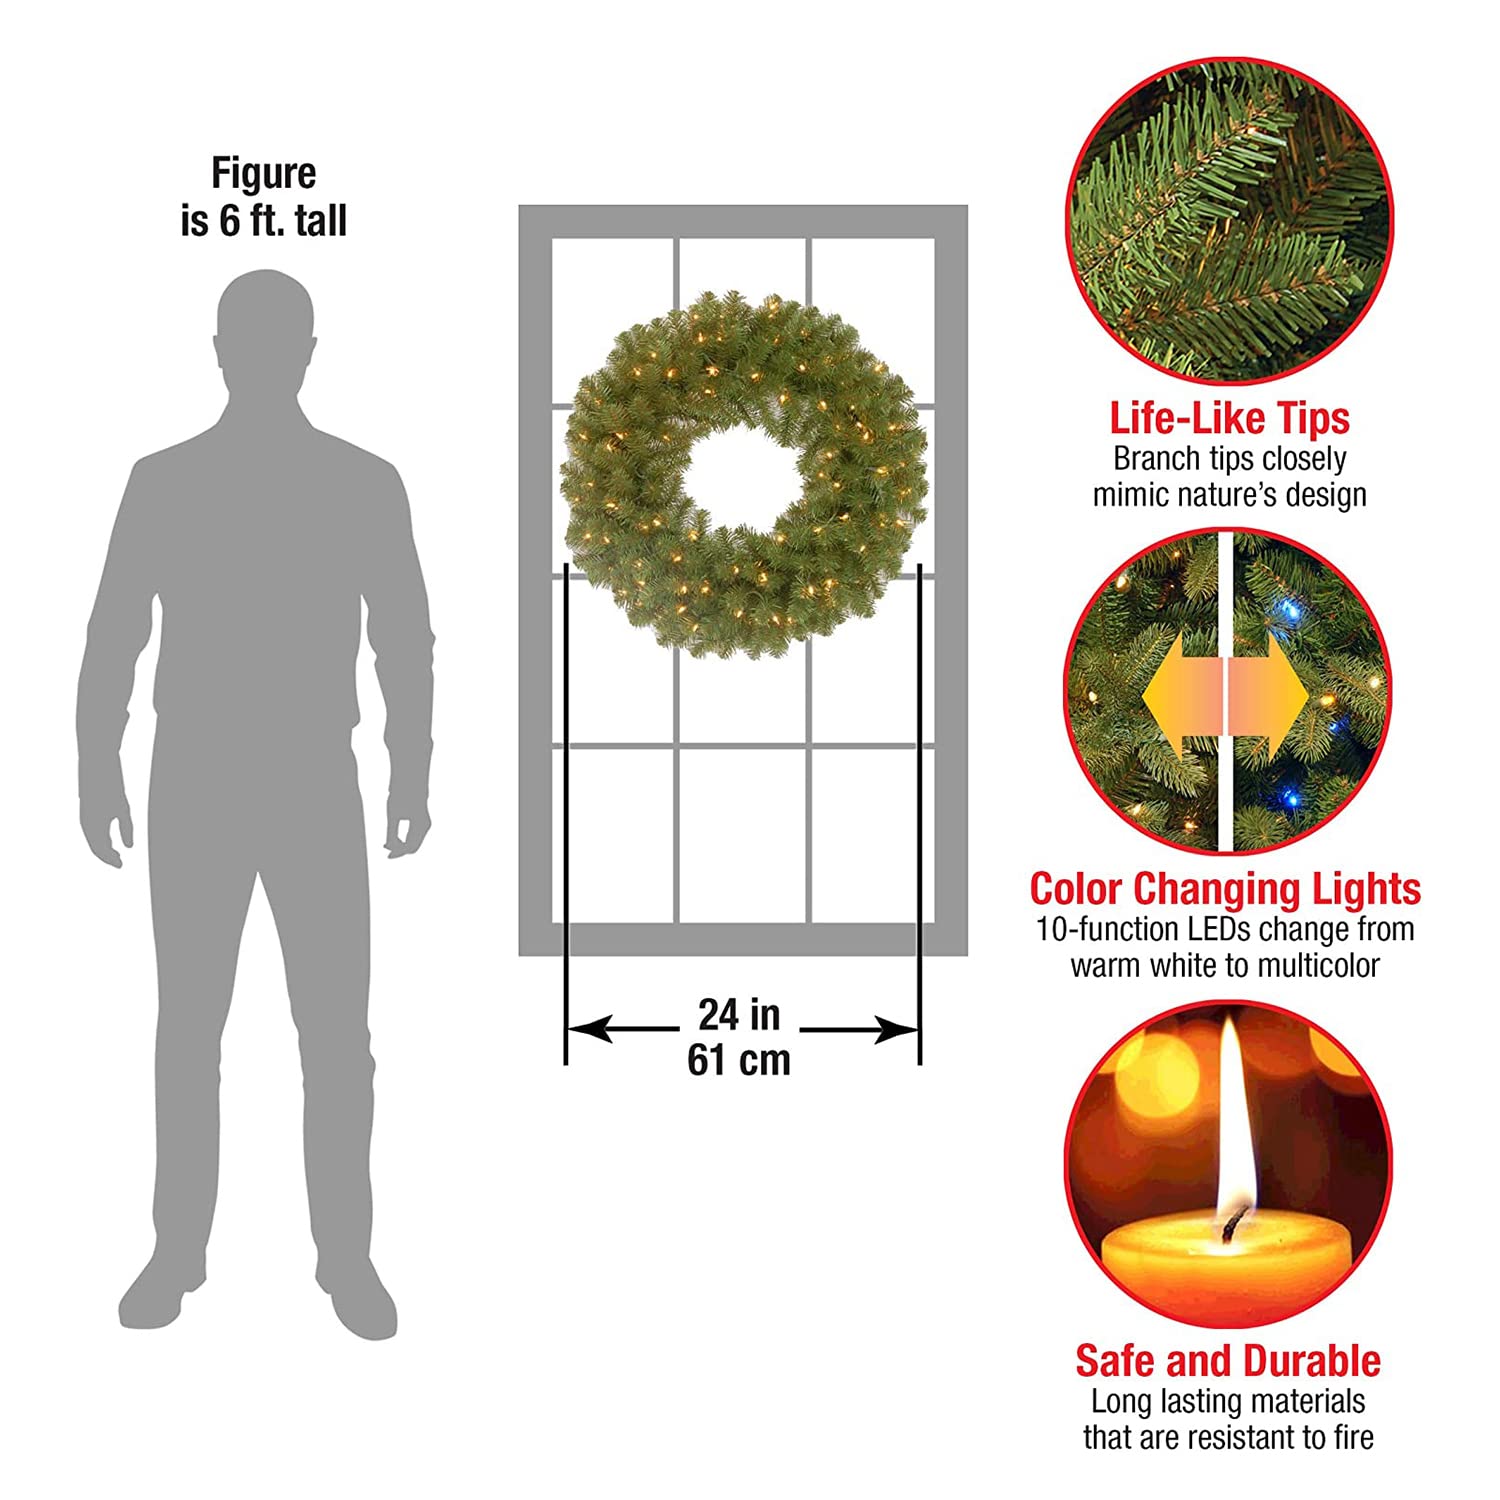 Figure
is 6 ft. tall
24 in
61 cm
Life-Like Tips
Branch tips closely
mimic nature's design
Color Changing Lights
10-function LEDs change from
warm white to multicolor
Safe and Durable
Long lasting materials
that are resistant to fire